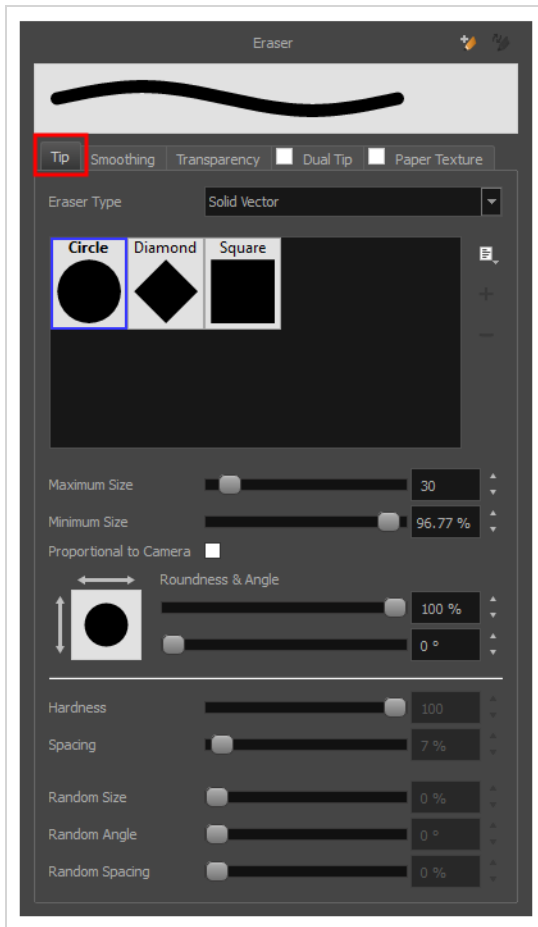 Eraser
Tip Smoothing Transparency Dual Tip Paper Texture
Eraser Type Solid Vector
Circle Diamond Square
Maximum Size 30
Minimum Size 96.77 %
Proportional to Camera
Roundness & Angle
100 %
0 °
Hardness 100
Spacing 7 %
Random Size 0 %
Random Angle 0 °
Random Spacing 0 %